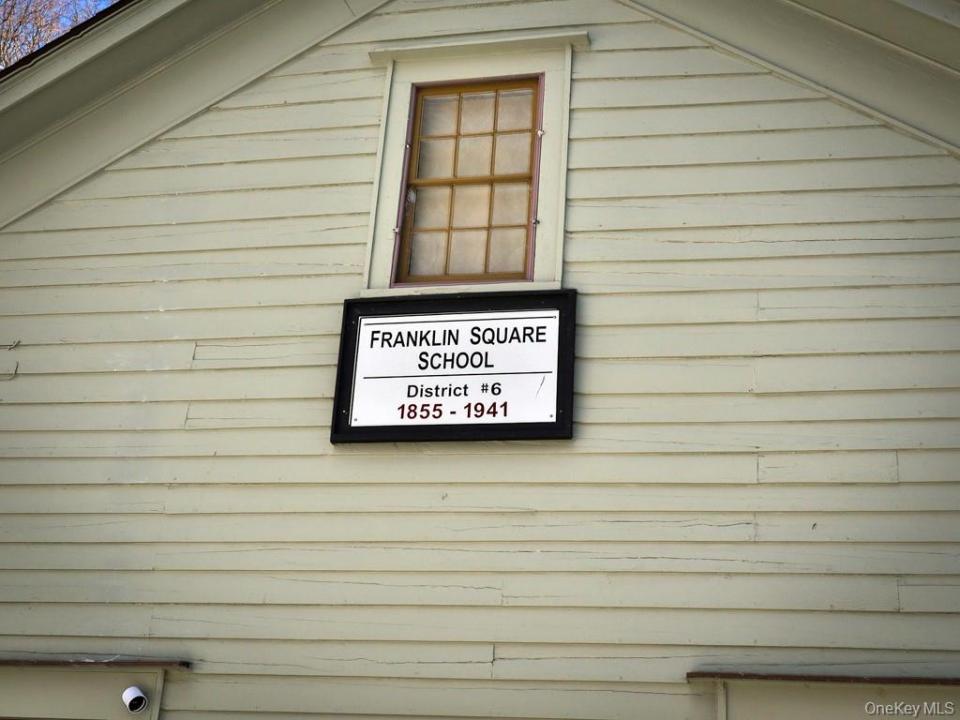 FRANKLIN SQUARE
SCHOOL
District #6
1855 - 1941
OneKey MLS